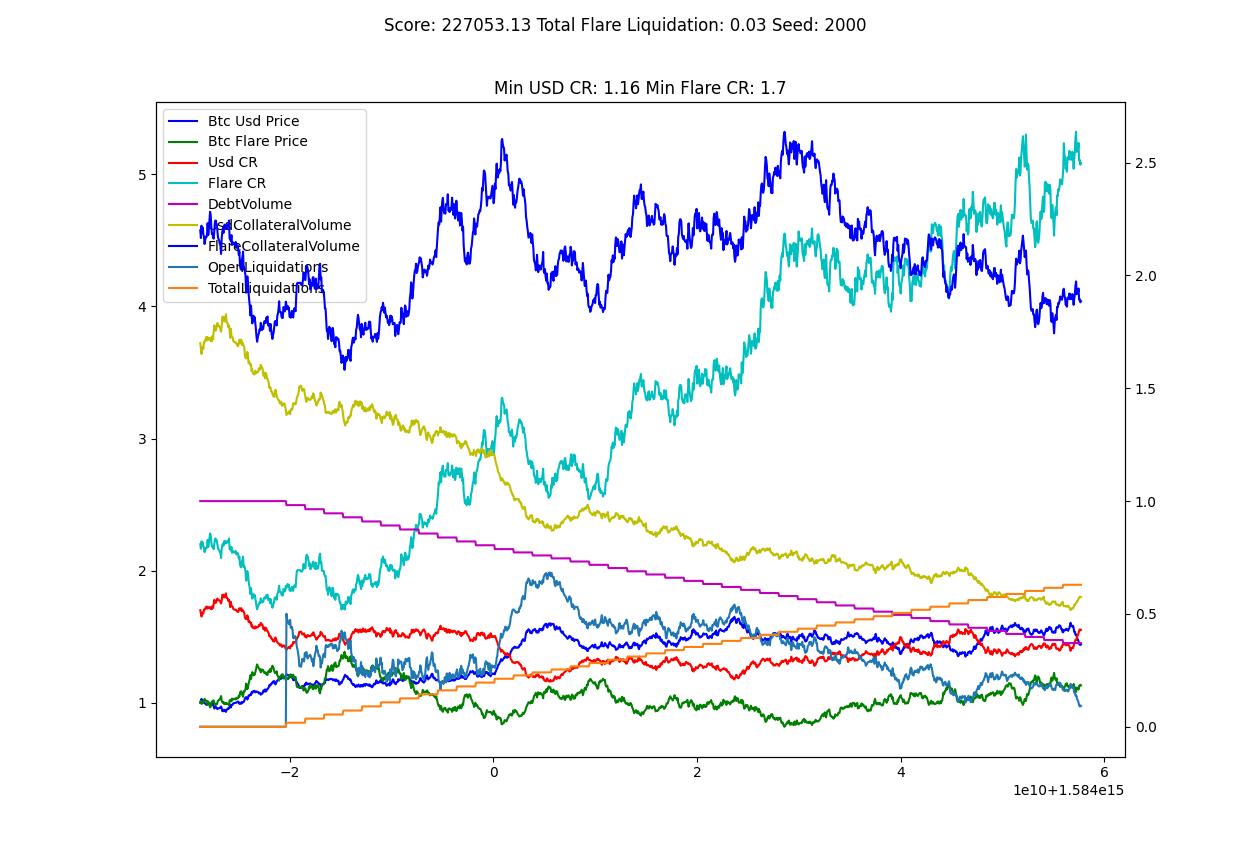 Score: 227053.13 Total Flare Liquidation: 0.03 Seed: 2000
Min USD CR: 1.16 Min Flare CR: 1.7
Btc Usd Price
Btc Flare Price
Usd CR
Flare CR
DebtVolume
UsdCollateralVolume
FlareCollateralVolume
OpenLiquidations
TotalLiquidations
5
4
3
2
1
2.5
2.0
1.5
1.0
0.5
0.0
−2
0
2
4
6
1e10+1.584e15